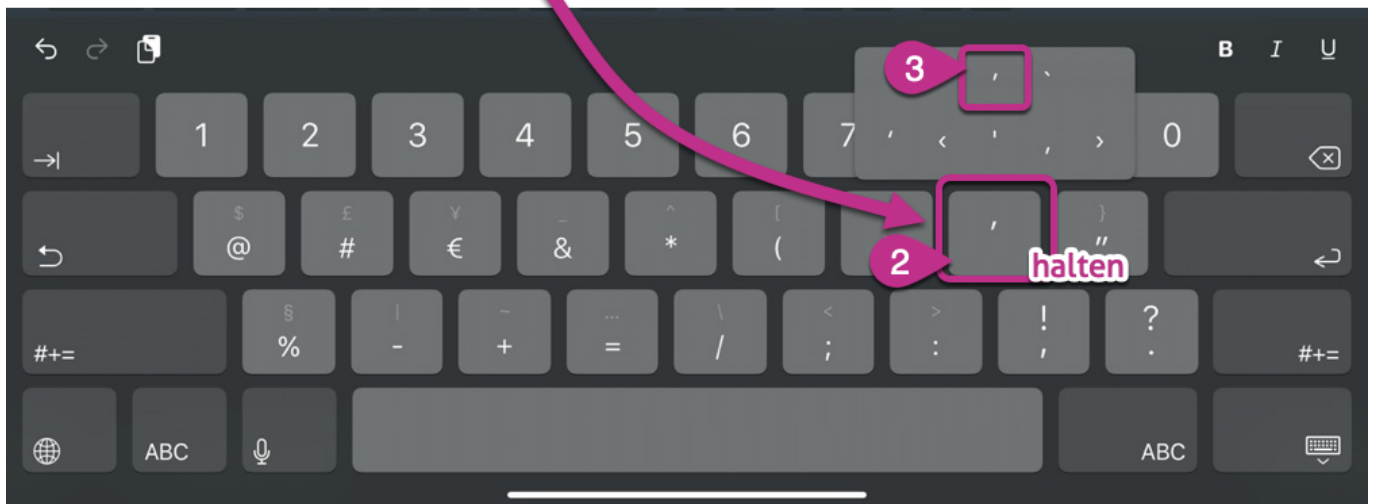 B I U
3 ′ `
1 2 3 4 5 6 7 ‘ ‹ ' ‚ › 0
$ £ ¥ _ ^ [ }
@ # € & * ( 2 ′ "
halten
§ | ~ ... \ < > ! ?
#+= % - + = / ; : , . #+=
ABC ABC